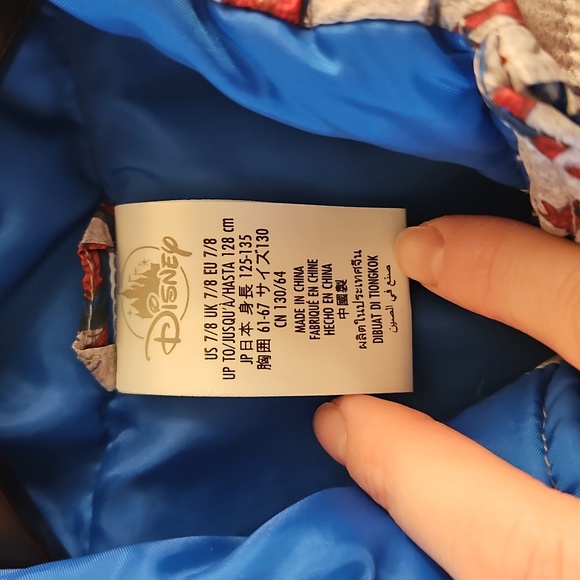 Disney
US 7/8 UK 7/8 EU 7/8
UP TO/JUSQU'À/HASTA 128 cm
JP日本 身長 125-135
胸囲 61-67 サイズ130
CN 130/64
MADE IN CHINA
FABRIQUÉ EN CHINE
HECHO EN CHINA
中國製
ผลิตในประเทศจีน
DIBUAT DI TIONGKOK
صنع في الصين